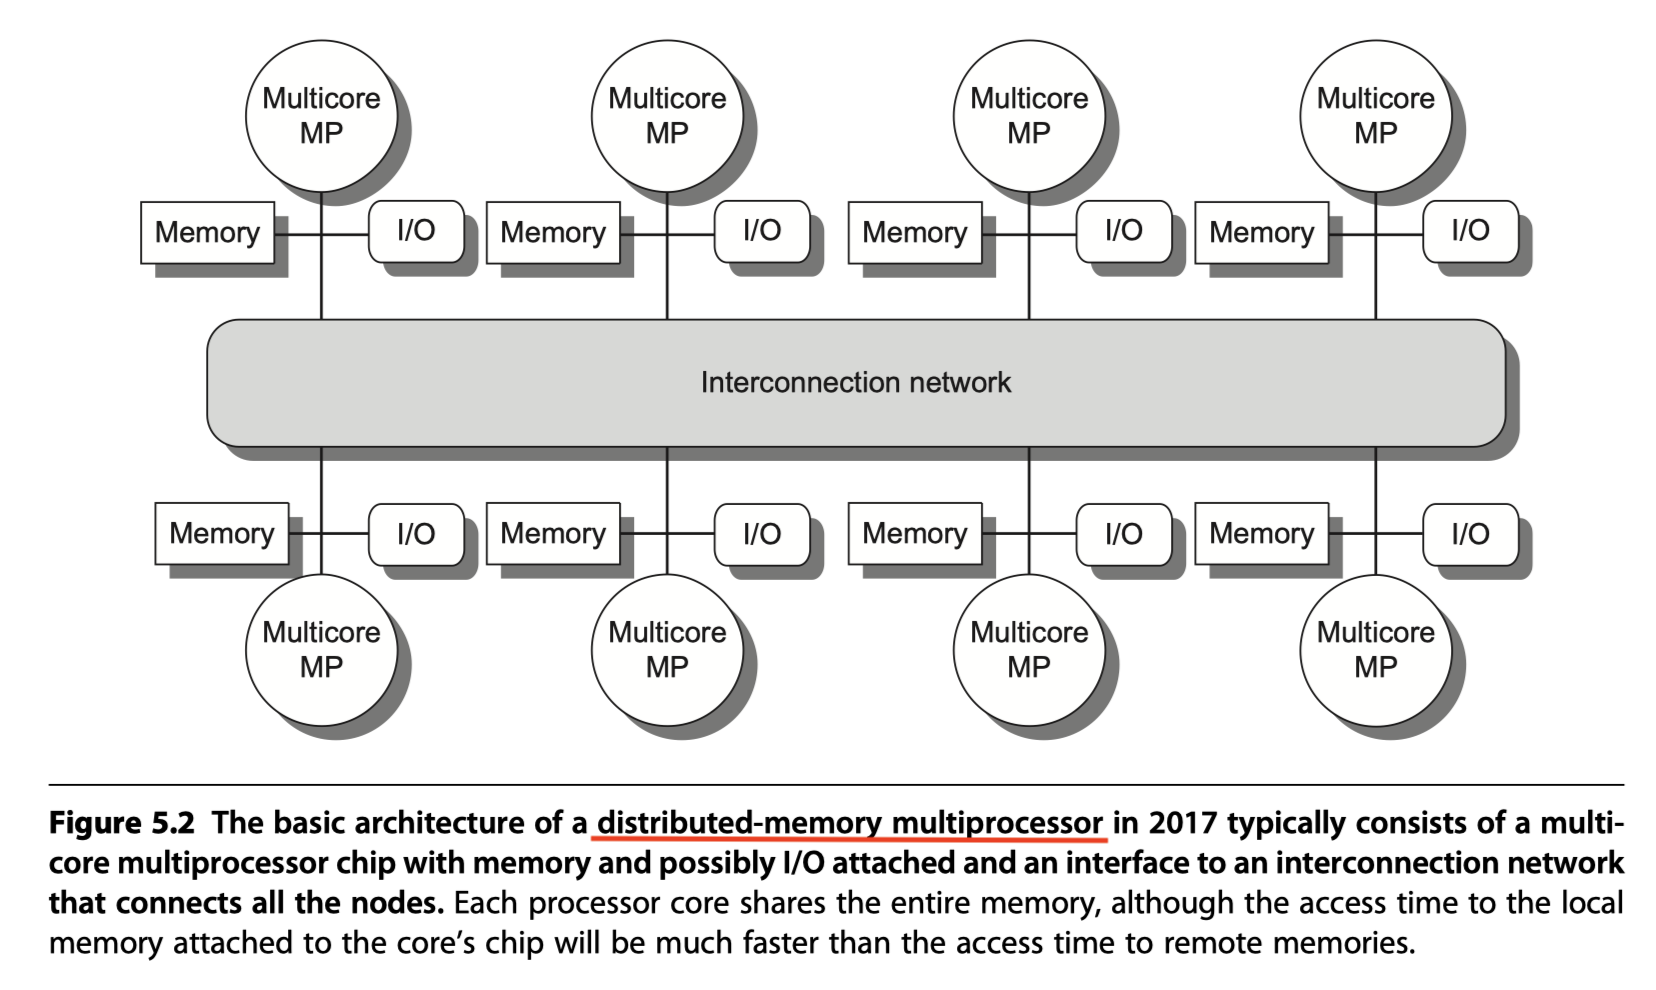 Multicore
MP
Multicore
MP
Multicore
MP
Multicore
MP
Memory
I/O
Memory
I/O
Memory
I/O
Memory
I/O
Interconnection network
Memory
I/O
Memory
I/O
Memory
I/O
Memory
I/O
Multicore
MP
Multicore
MP
Multicore
MP
Multicore
MP
Figure 5.2 The basic architecture of a distributed-memory multiprocessor in 2017 typically consists of a multi-
core multiprocessor chip with memory and possibly I/O attached and an interface to an interconnection network
that connects all the nodes. Each processor core shares the entire memory, although the access time to the local
memory attached to the core's chip will be much faster than the access time to remote memories.